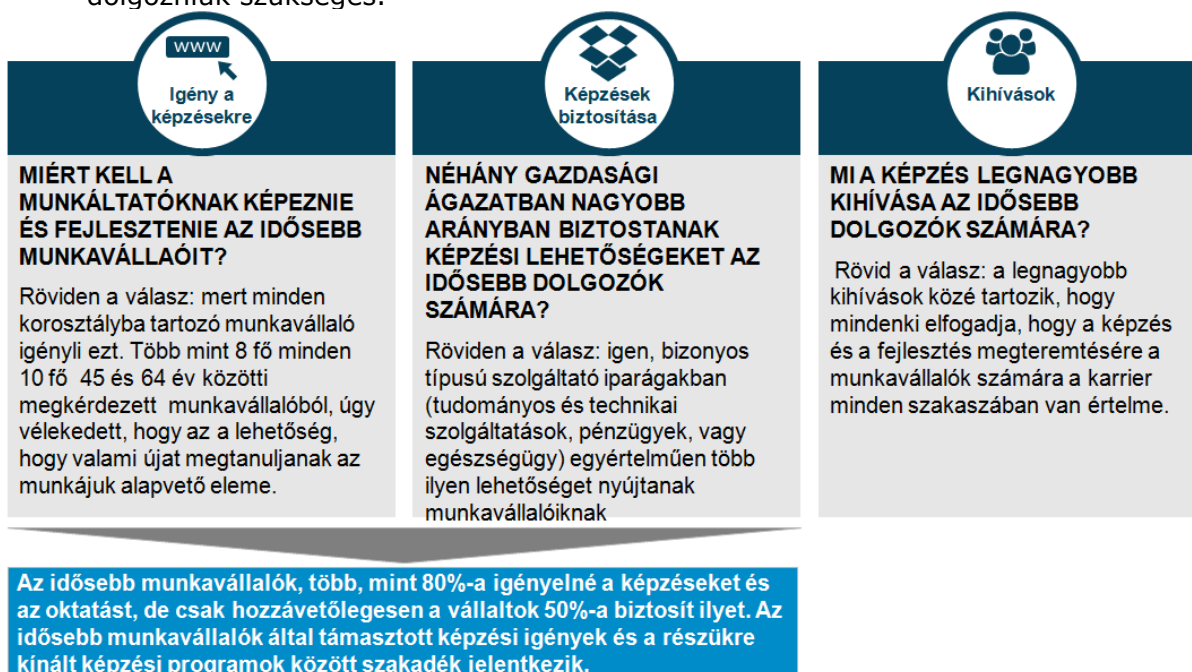 dolgozniuk szükséges.
www
Igény a
képzésekre
MIÉRT KELL A
MUNKÁLTATÓKNAK KÉPEZNIE
ÉS FEJLESZTENIE AZ IDŐSEBB
MUNKAVÁLLAÓIT?
Röviden a válasz: mert minden
korosztályba tartozó munkavállaló
igényli ezt. Több mint 8 fő minden
10 fő 45 és 64 év közötti
megkérdezett munkavállalóból, úgy
vélekedett, hogy az a lehetőség,
hogy valami újat megtanuljanak az
munkájuk alapvető eleme.
Képzések
biztosítása
NÉHÁNY GAZDASÁGI
ÁGAZATBAN NAGYOBB
ARÁNYBAN BIZTOSTANAK
KÉPZÉSI LEHETŐSÉGEKET AZ
IDŐSEBB DOLGOZÓK
SZÁMÁRA?
Röviden a válasz: igen, bizonyos
típusú szolgáltató iparágakban
(tudományos és technikai
szolgáltatások, pénzügyek, vagy
egészségügy) egyértelműen több
ilyen lehetőséget nyújtanak
munkavállalóiknak
Kihívások
MI A KÉPZÉS LEGNAGYOBB
KIHÍVÁSA AZ IDŐSEBB
DOLGOZÓK SZÁMÁRA?
Rövid a válasz: a legnagyobb
kihívások közé tartozik, hogy
mindenki elfogadja, hogy a képzés
és a fejlesztés megteremtésére a
munkavállalók számára a karrier
minden szakaszában van értelme.
Az idősebb munkavállalók, több, mint 80%-a igényelné a képzéseket és
az oktatást, de csak hozzávetőlegesen a vállaltok 50%-a biztosít ilyet. Az
idősebb munkavállalók által támasztott képzési igények és a részükre
kínált képzési programok között szakadék jelentkezik.